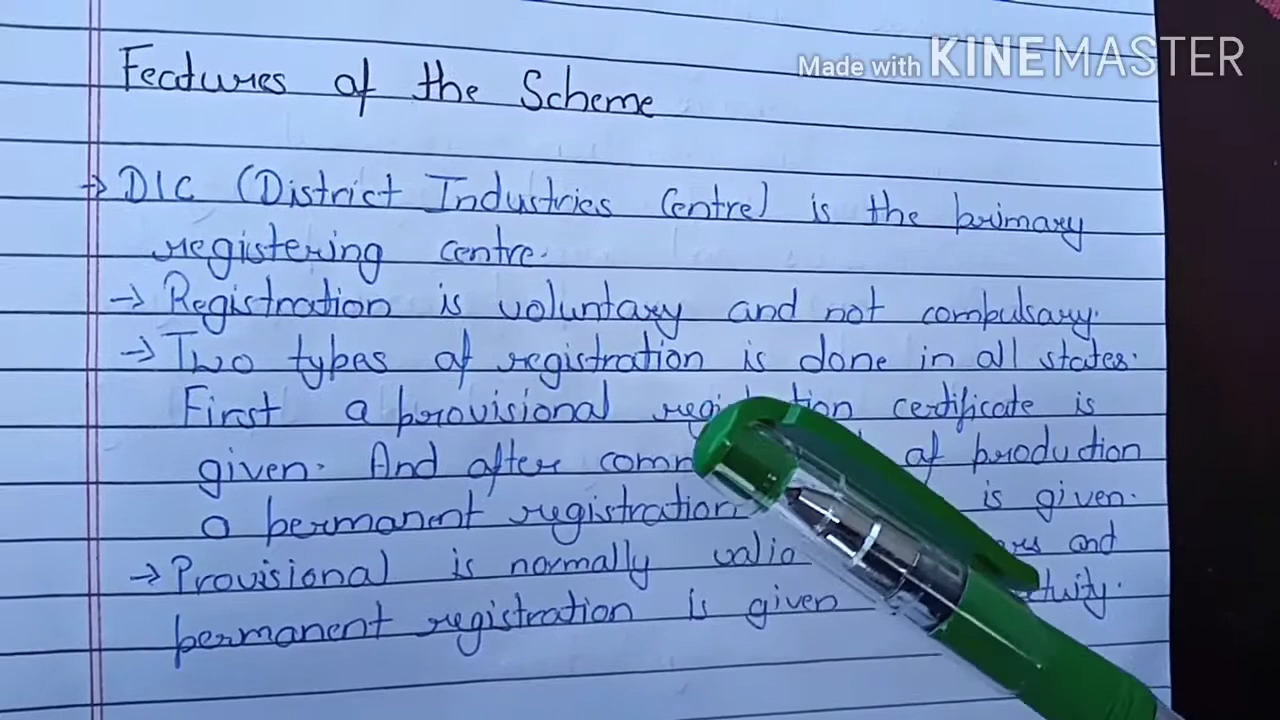 Made with KINEMASTER
Features of the Scheme
→ DIC (District Industries Centre) is the primary
registering centre.
→ Registration is voluntary and not compulsary.
→ Two types of registration is done in all states.
First a provisional certificate is
given. And after of production
a permanent registration is given.
→ Provisional is normally and
permanent registration is given